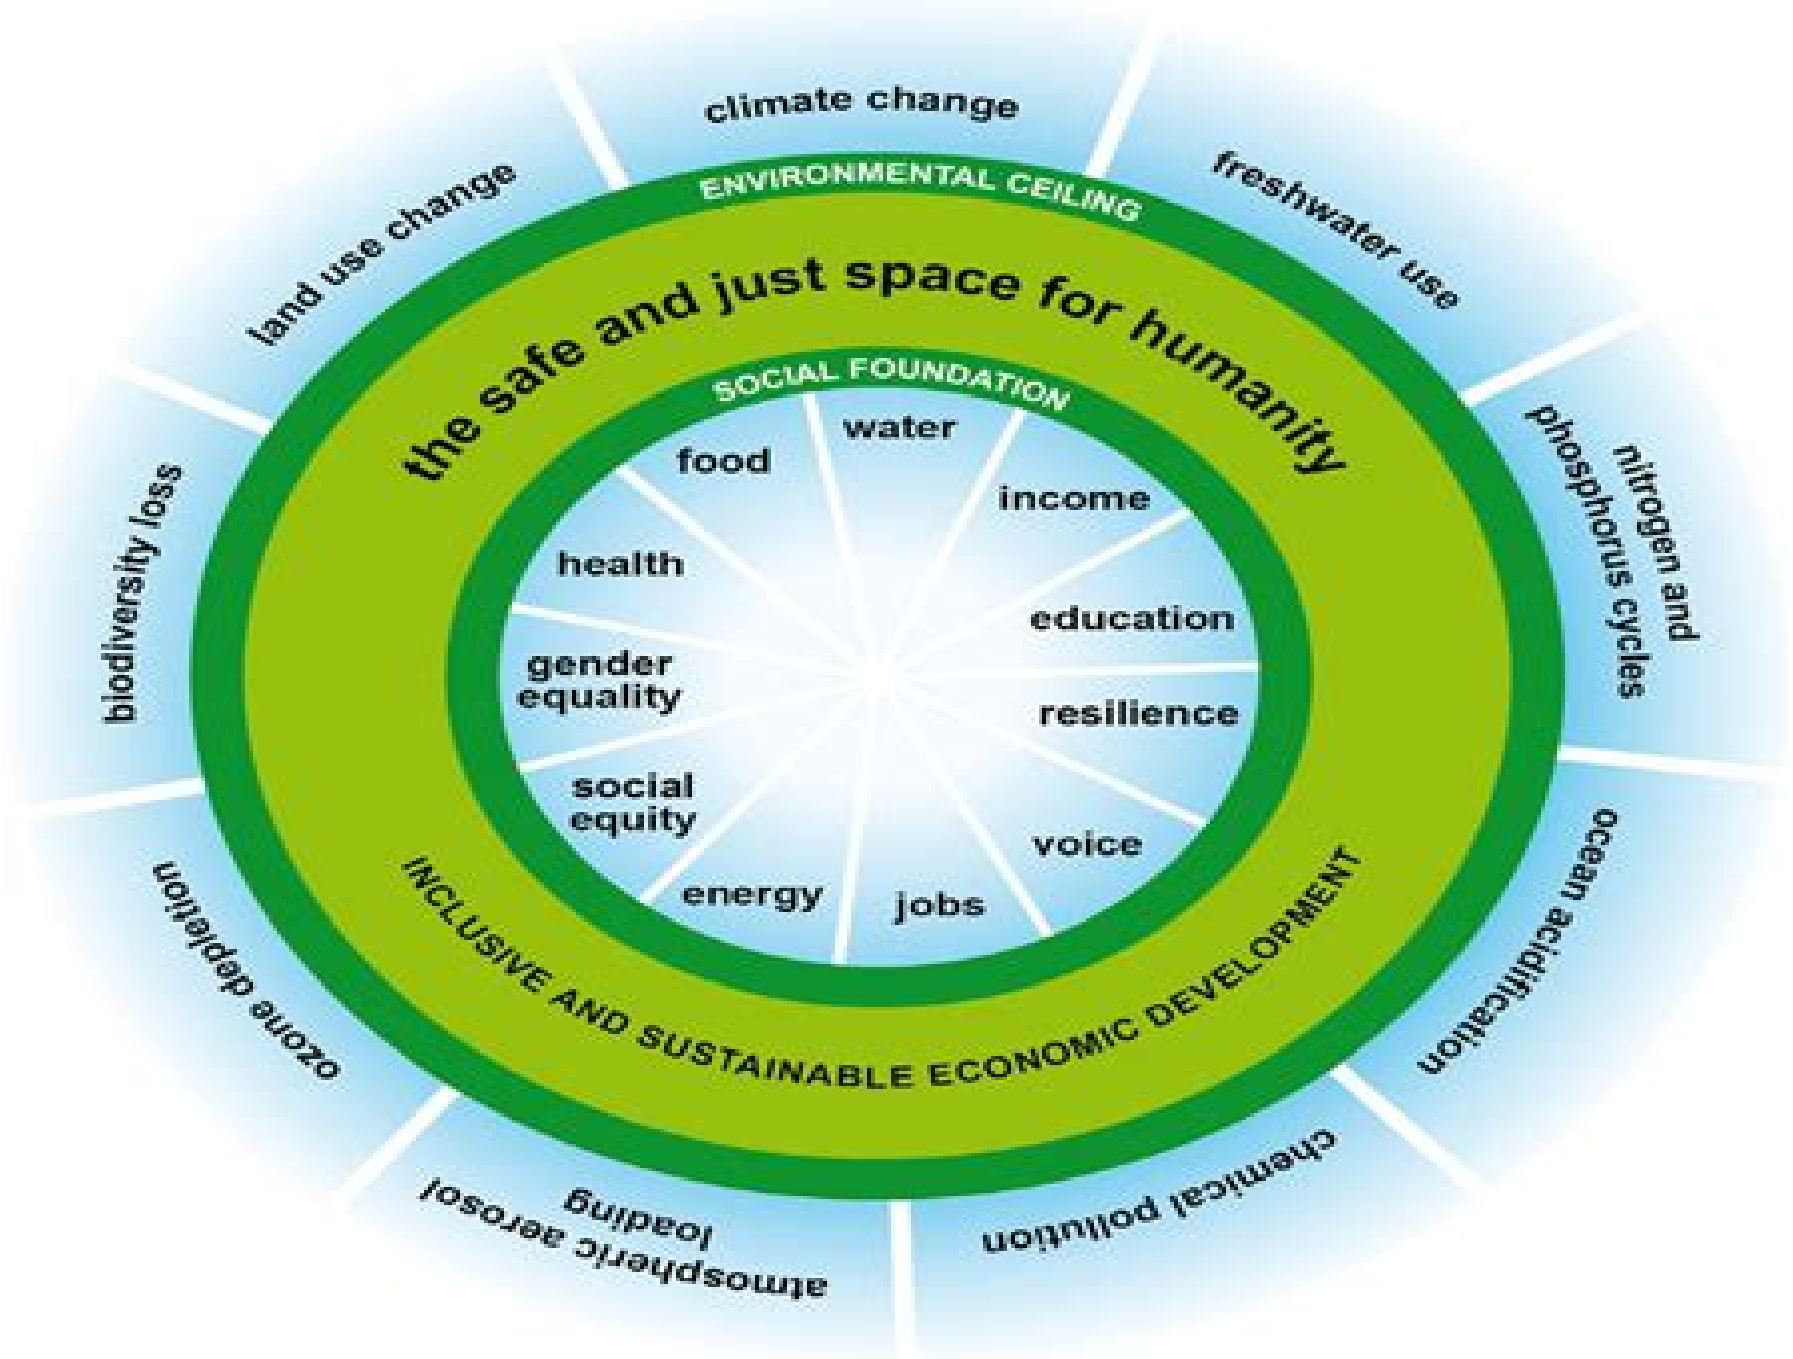 climate change
freshwater use
nitrogen and
phosphorus cycles
ocean acidification
chemical pollution
atmospheric aerosol
loading
ozone depletion
biodiversity loss
land use change
ENVIRONMENTAL CEILING
the safe and just space for humanity
SOCIAL FOUNDATION
water
income
education
resilience
voice
jobs
energy
social
equity
gender
equality
health
food
INCLUSIVE AND SUSTAINABLE ECONOMIC DEVELOPMENT